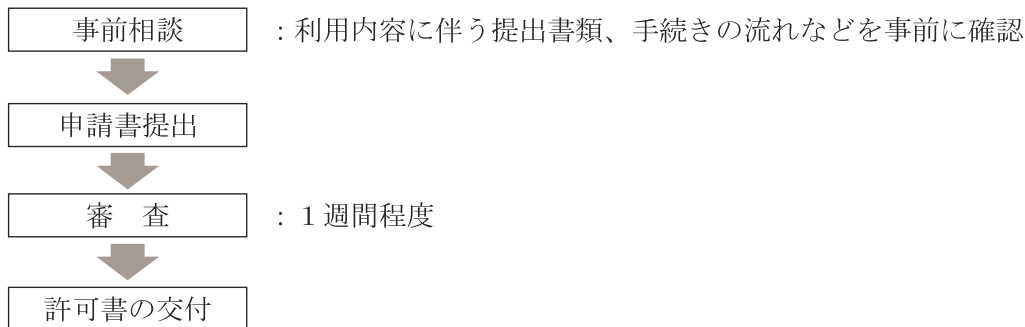 事前相談 : 利用内容に伴う提出書類、手続きの流れなどを事前に確認
申請書提出
審　査 : １週間程度
許可書の交付